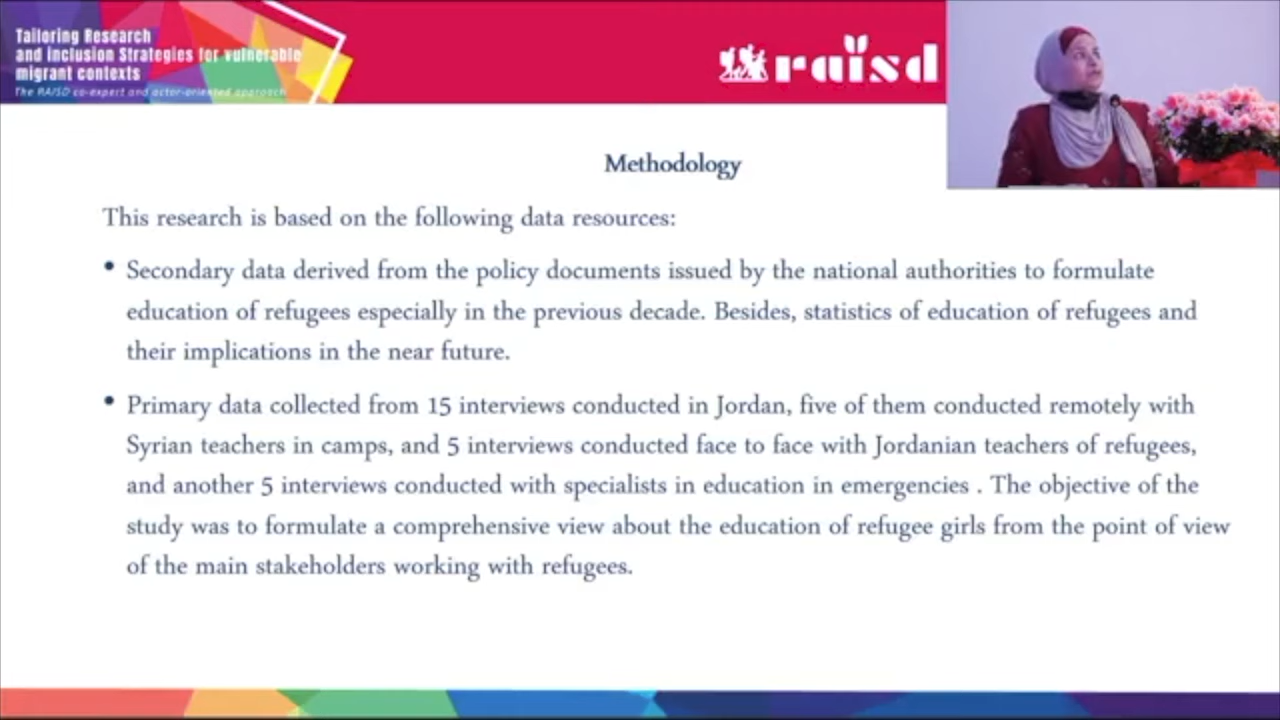 Tailoring Research
and Inclusion Strategies for vulnerable
migrant contexts
The RAISD co-expert and actor-oriented approach
raisd
Methodology
This research is based on the following data resources:
• Secondary data derived from the policy documents issued by the national authorities to formulate
education of refugees especially in the previous decade. Besides, statistics of education of refugees and
their implications in the near future.
• Primary data collected from 15 interviews conducted in Jordan, five of them conducted remotely with
Syrian teachers in camps, and 5 interviews conducted face to face with Jordanian teachers of refugees,
and another 5 interviews conducted with specialists in education in emergencies . The objective of the
study was to formulate a comprehensive view about the education of refugee girls from the point of view
of the main stakeholders working with refugees.